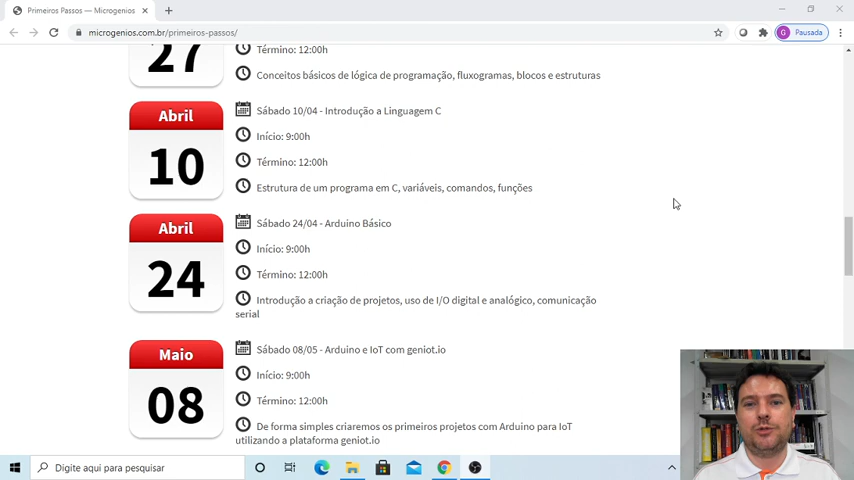 Primeiros Passos — Microgenios
microgenios.com.br/primeiros-passos/
G Pausada
27
Término: 12:00h
Conceitos básicos de lógica de programação, fluxogramas, blocos e estruturas
Abril
10
Sábado 10/04 - Introdução a Linguagem C
Início: 9:00h
Término: 12:00h
Estrutura de um programa em C, variáveis, comandos, funções
Abril
24
Sábado 24/04 - Arduino Básico
Início: 9:00h
Término: 12:00h
Introdução a criação de projetos, uso de I/O digital e analógico, comunicação
serial
Maio
08
Sábado 08/05 - Arduino e IoT com geniot.io
Início: 9:00h
Término: 12:00h
De forma simples criaremos os primeiros projetos com Arduino para IoT
utilizando a plataforma geniot.io
Digite aqui para pesquisar